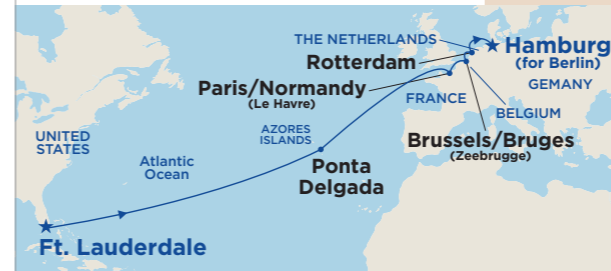 THE NETHERLANDS
Hamburg
(for Berlin)
Rotterdam
GEMANY
Paris/Normandy
(Le Havre)
FRANCE
BELGIUM
Brussels/Bruges
(Zeebrugge)
UNITED
STATES
AZORES
ISLANDS
Atlantic
Ocean
Ponta
Delgada
Ft. Lauderdale